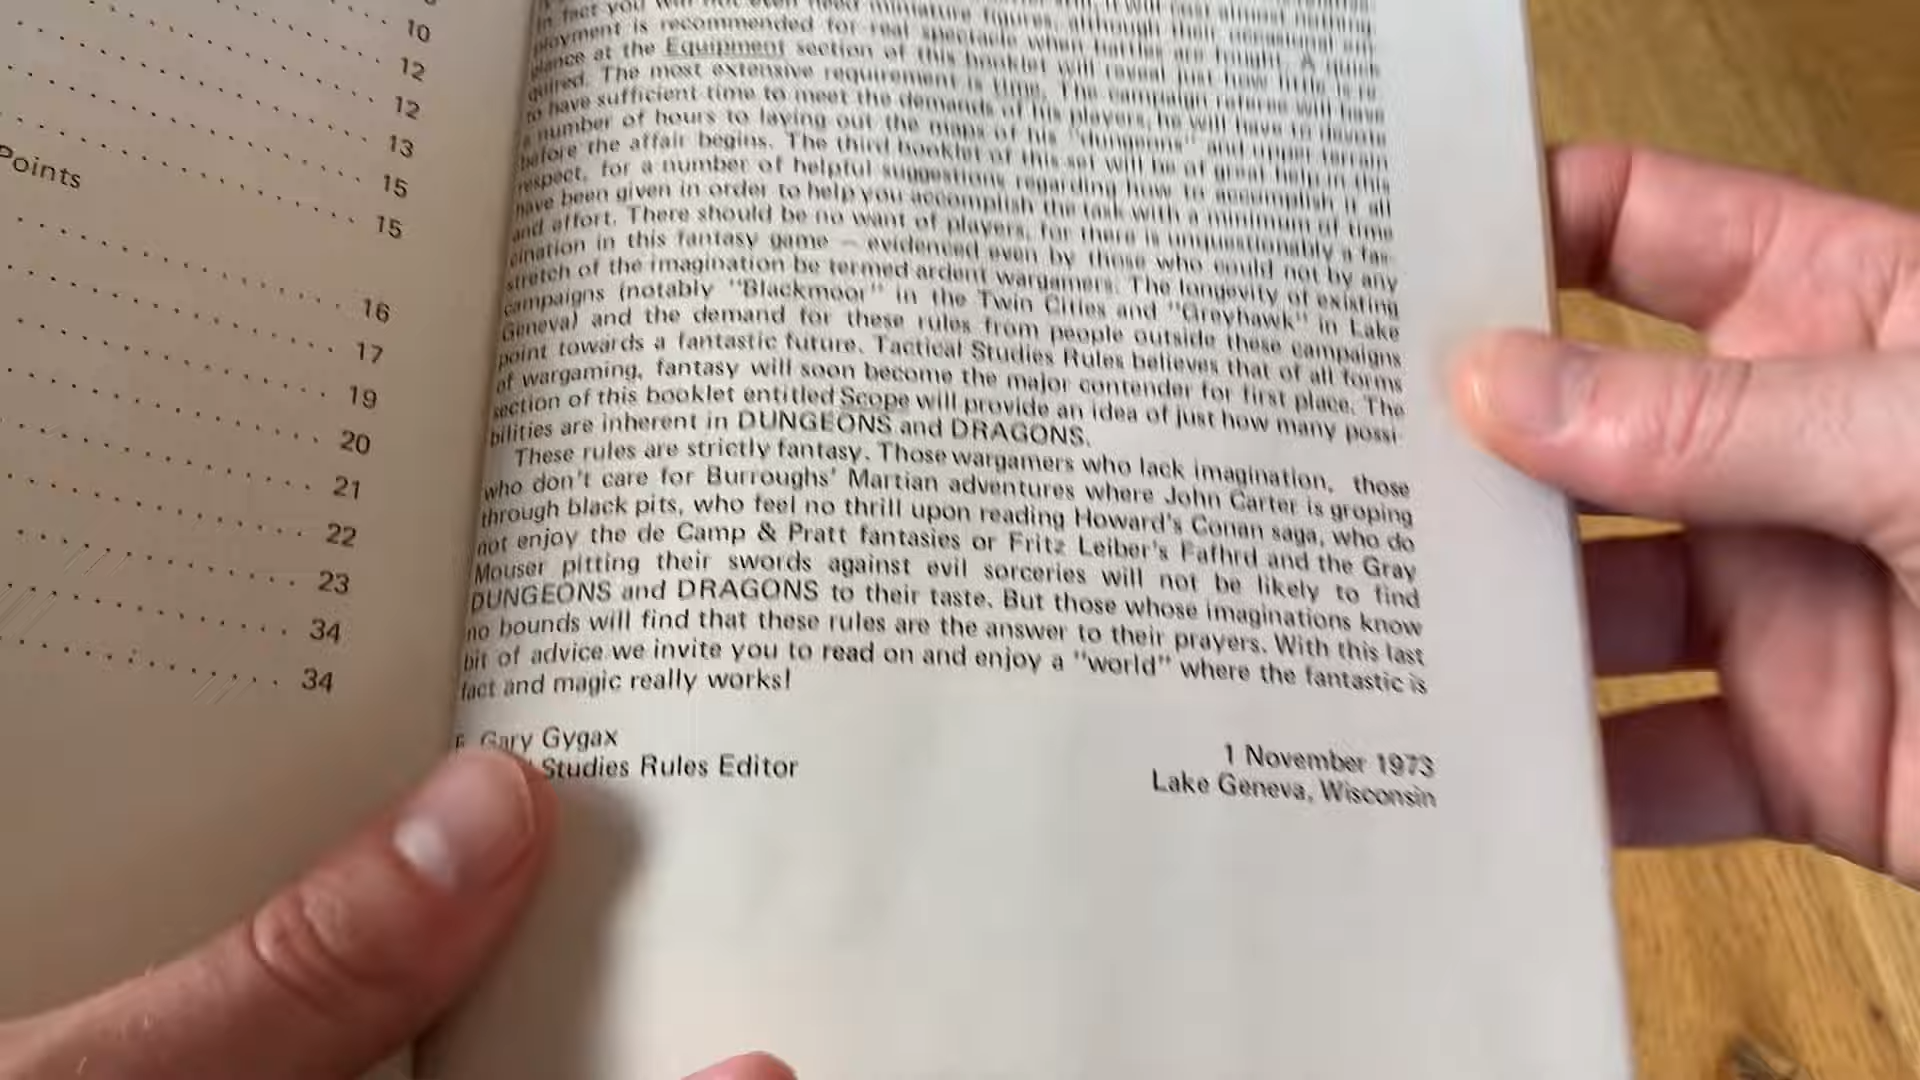 10
12
12
13
15
Points
15
16
17
19
20
21
22
23
34
34
in fact you will not even need miniature figures, although their occasional em-
ployment is recommended for real spectacle when battles are fought. A quick
glance at the Equipment section of this booklet will reveal just how little is re-
quired. The most extensive requirement is time. The campaign referee will have
to have sufficient time to meet the demands of his players, he will have to devote
a number of hours to laying out the maps of his "dungeons" and upper terrain
before the affair begins. The third booklet of this set will be of great help in this
respect, for a number of helpful suggestions regarding how to accomplish it all
have been given in order to help you accomplish the task with a minimum of time
and effort. There should be no want of players, for there is unquestionably a fas-
cination in this fantasy game — evidenced even by those who could not by any
stretch of the imagination be termed ardent wargamers. The longevity of existing
campaigns (notably "Blackmoor" in the Twin Cities and "Greyhawk" in Lake
Geneva) and the demand for these rules from people outside these campaigns
point towards a fantastic future. Tactical Studies Rules believes that of all forms
of wargaming, fantasy will soon become the major contender for first place. The
section of this booklet entitled Scope will provide an idea of just how many possi-
bilities are inherent in DUNGEONS and DRAGONS.
These rules are strictly fantasy. Those wargamers who lack imagination, those
who don't care for Burroughs' Martian adventures where John Carter is groping
through black pits, who feel no thrill upon reading Howard's Conan saga, who do
not enjoy the de Camp & Pratt fantasies or Fritz Leiber's Fafhrd and the Gray
Mouser pitting their swords against evil sorceries will not be likely to find
DUNGEONS and DRAGONS to their taste. But those whose imaginations know
no bounds will find that these rules are the answer to their prayers. With this last
bit of advice we invite you to read on and enjoy a "world" where the fantastic is
fact and magic really works!
E. Gary Gygax
Studies Rules Editor
1 November 1973
Lake Geneva, Wisconsin